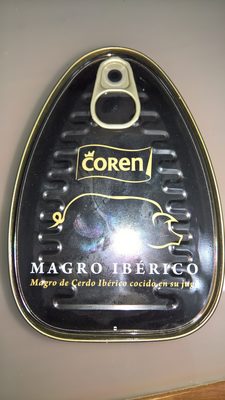 COREN
MAGRO IBÉRICO
Magro de Cerdo Ibérico cocido en su jugo